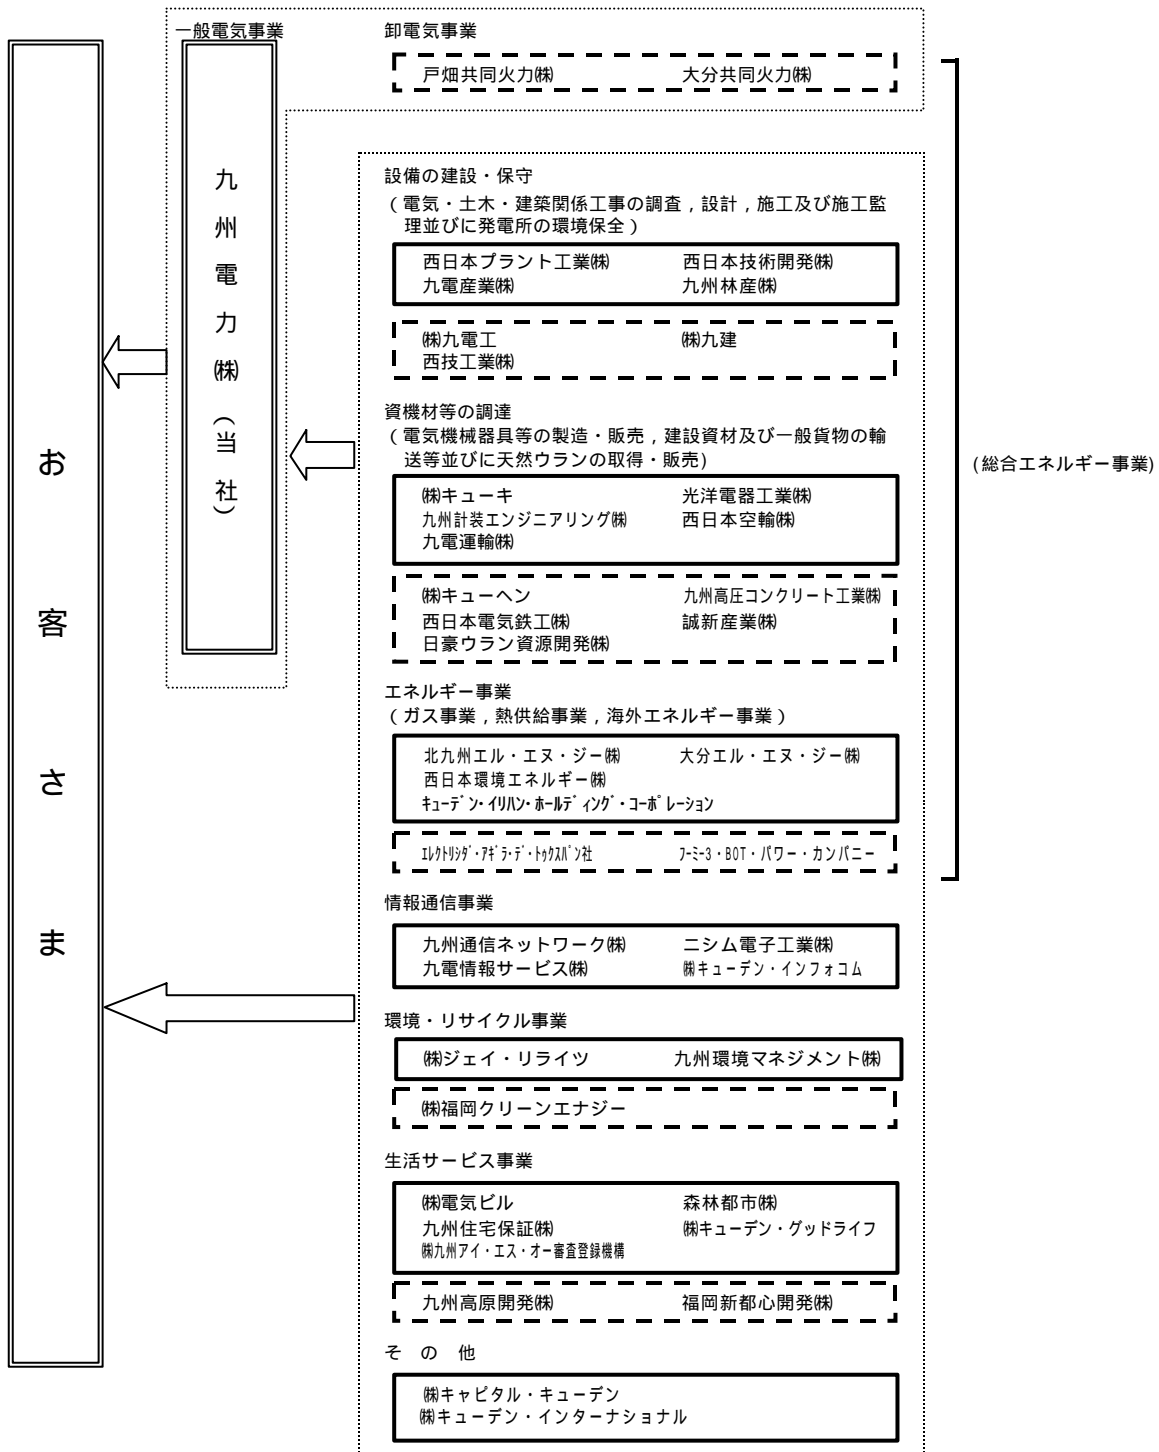 一般電気事業
卸電気事業
戸畑共同火力㈱　大分共同火力㈱
お客さま
九州電力㈱（当社）
設備の建設・保守
（電気・土木・建築関係工事の調査，設計，施工及び施工監
理並びに発電所の環境保全）
西日本プラント工業㈱　西日本技術開発㈱
九電産業㈱　九州林産㈱
㈱九電工　㈱九建
西技工業㈱
資機材等の調達
（電気機械器具等の製造・販売，建設資材及び一般貨物の輸
送等並びに天然ウランの取得・販売）
㈱キューキ　光洋電器工業㈱
九州計装エンジニアリング㈱　西日本空輸㈱
九電運輸㈱
㈱キューヘン　九州高圧コンクリート工業㈱
西日本電気鉄工㈱　誠新産業㈱
日豪ウラン資源開発㈱
(総合エネルギー事業)
エネルギー事業
（ガス事業，熱供給事業，海外エネルギー事業）
北九州エル・エヌ・ジー㈱　大分エル・エヌ・ジー㈱
西日本環境エネルギー㈱
ｷｭｰﾃﾞﾝ・ｲﾘﾊﾝ・ﾎｰﾙﾃﾞｨﾝｸﾞ・ｺｰﾎﾟﾚｰｼｮﾝ
ｴﾚｸﾄﾘｼﾀﾞ・ｱｷﾞﾗ・ﾃﾞ・ﾄｩｸｽﾊﾟﾝ社　ﾌｰﾐｰ3・BOT・パワー・カンパニー
情報通信事業
九州通信ネットワーク㈱　ニシム電子工業㈱
九電情報サービス㈱　㈱キューデン・インフォコム
環境・リサイクル事業
㈱ジェイ・リライツ　九州環境マネジメント㈱
㈱福岡クリーンエナジー
生活サービス事業
㈱電気ビル　森林都市㈱
九州住宅保証㈱　㈱キューデン・グッドライフ
㈱九州アイ・エス・オー審査登録機構
九州高原開発㈱　福岡新都心開発㈱
そ　の　他
㈱キャピタル・キューデン
㈱キューデン・インターナショナル